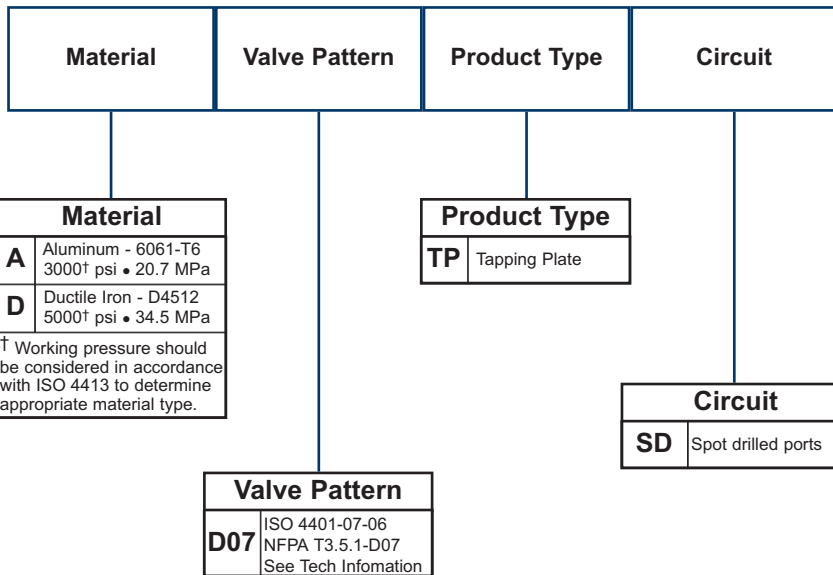 Material
Valve Pattern
Product Type
Circuit
Material
A
Aluminum - 6061-T6
3000† psi • 20.7 MPa
D
Ductile Iron - D4512
5000† psi • 34.5 MPa
† Working pressure should
be considered in accordance
with ISO 4413 to determine
appropriate material type.
Product Type
TP
Tapping Plate
Circuit
SD
Spot drilled ports
Valve Pattern
D07
ISO 4401-07-06
NFPA T3.5.1-D07
See Tech Infomation